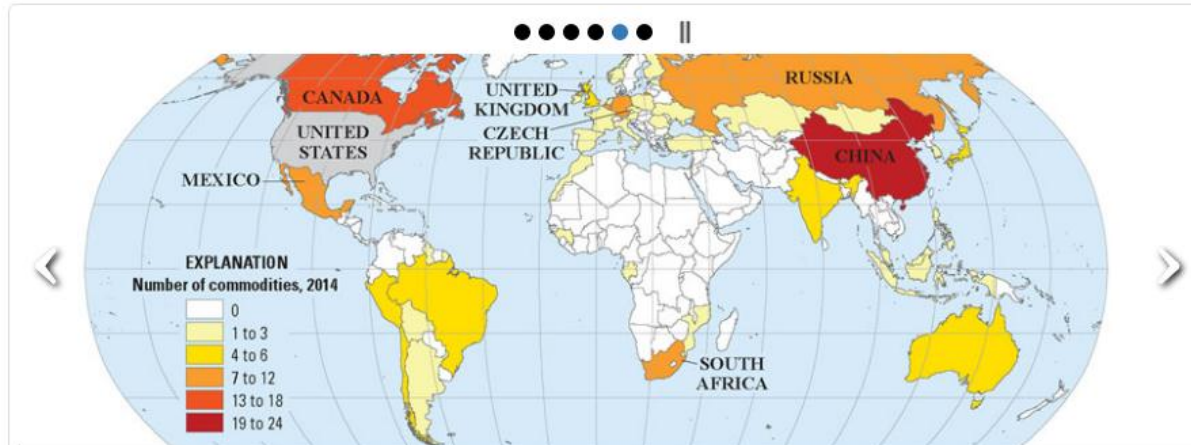 CANADA
UNITED
STATES
MEXICO
UNITED
KINGDOM
CZECH
REPUBLIC
RUSSIA
CHINA
SOUTH
AFRICA
EXPLANATION
Number of commodities, 2014
0
1 to 3
4 to 6
7 to 12
13 to 18
19 to 24